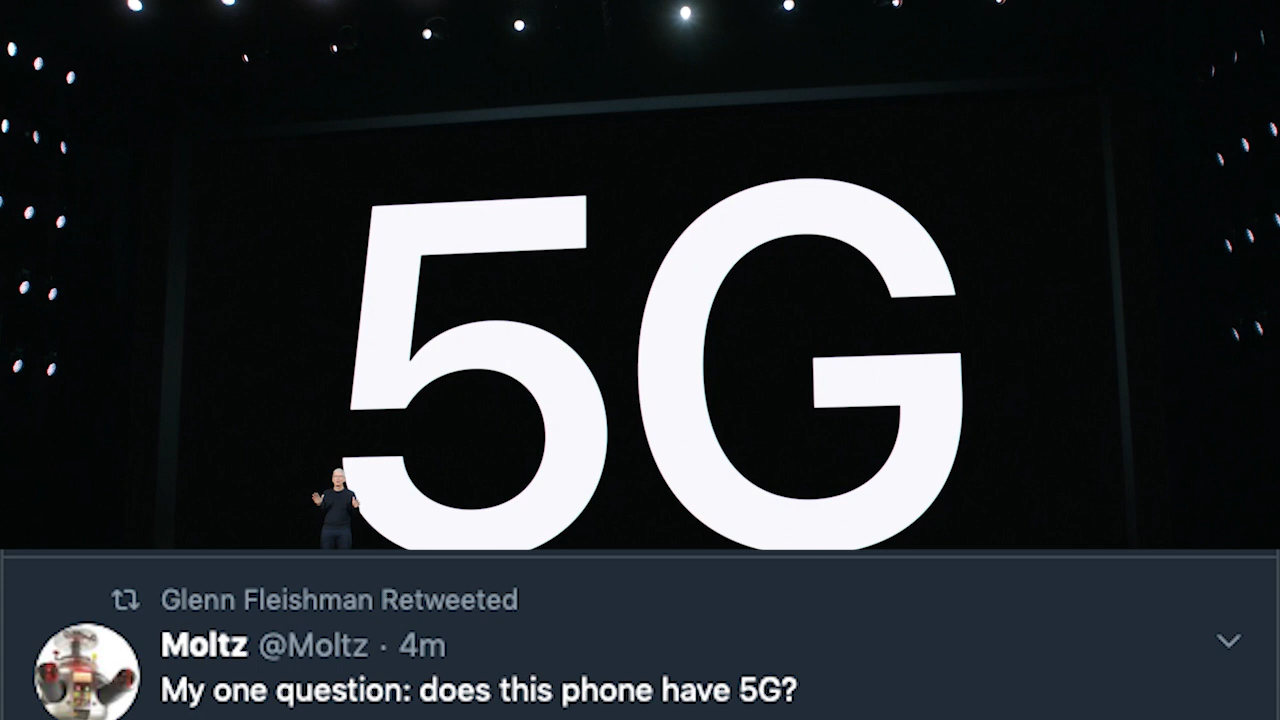 5G
Glenn Fleishman Retweeted
Moltz @Moltz · 4m
My one question: does this phone have 5G?